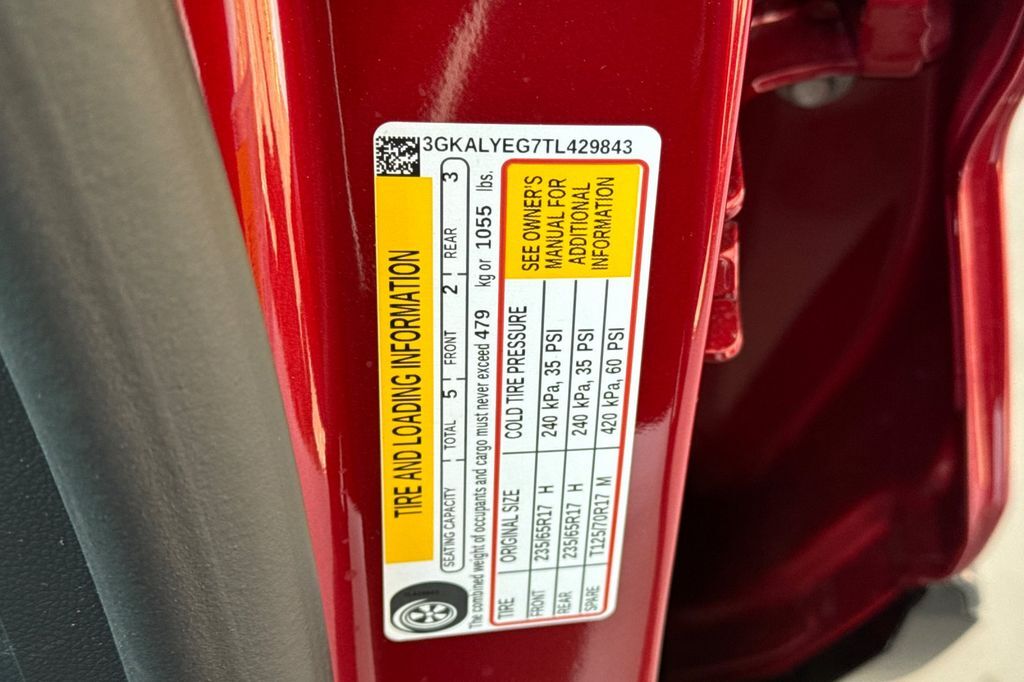 3GKALYEG7TL429843
TIRE AND LOADING INFORMATION
SEATING CAPACITY TOTAL 5 FRONT 2 REAR 3
The combined weight of occupants and cargo must never exceed 479 kg or 1055 lbs.
TIRE ORIGINAL SIZE COLD TIRE PRESSURE
FRONT 235/65R17 H 240 kPa, 35 PSI
REAR 235/65R17 H 240 kPa, 35 PSI
SPARE T125/70R17 M 420 kPa, 60 PSI
SEE OWNER'S
MANUAL FOR
ADDITIONAL
INFORMATION